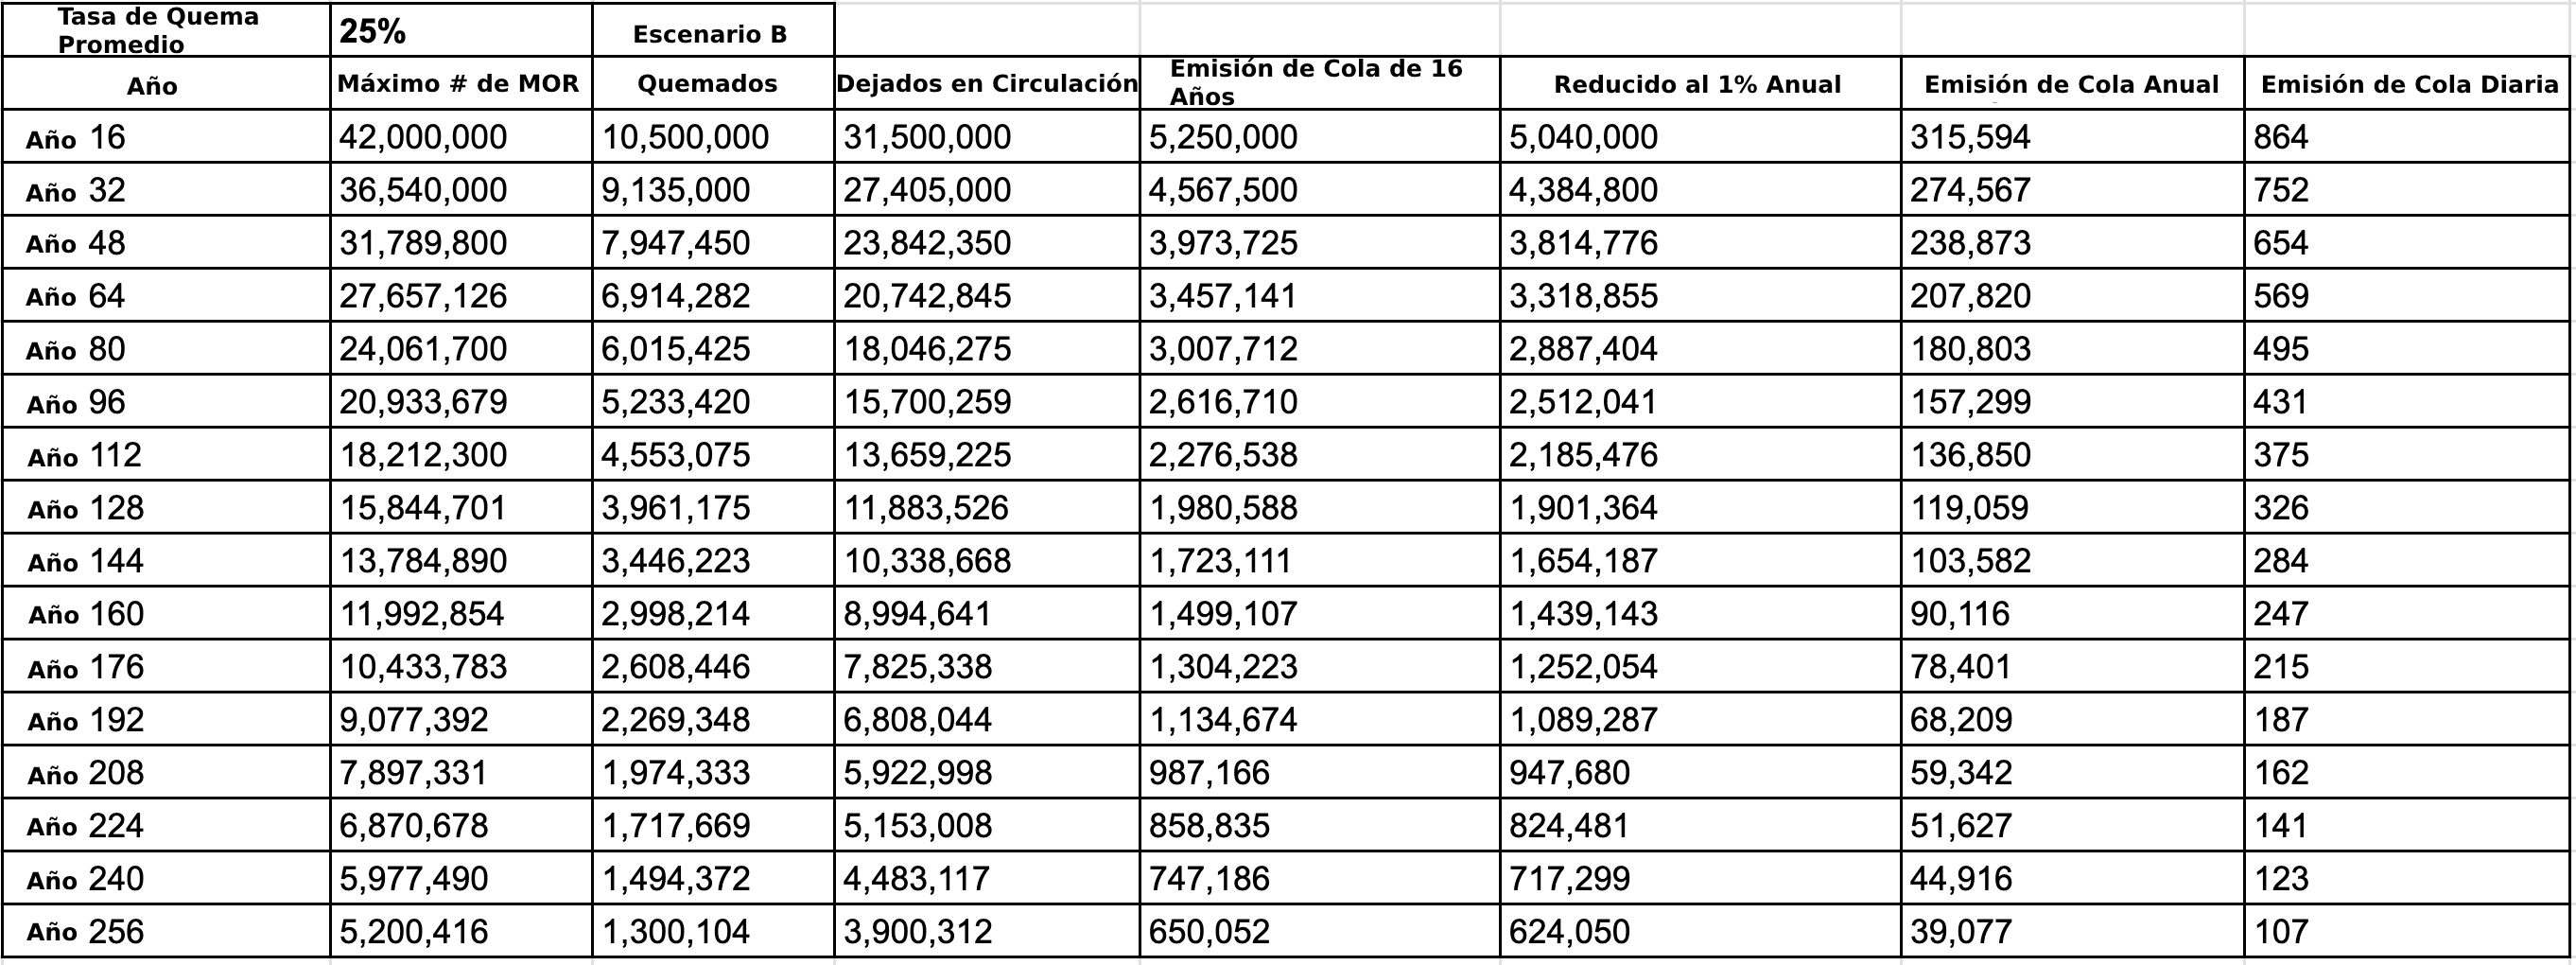 Tasa de Quema Promedio 25% Escenario B
Año Máximo # de MOR Quemados Dejados en Circulación Emisión de Cola de 16 Años Reducido al 1% Anual Emisión de Cola Anual Emisión de Cola Diaria
Año 16 42,000,000 10,500,000 31,500,000 5,250,000 5,040,000 315,594 864
Año 32 36,540,000 9,135,000 27,405,000 4,567,500 4,384,800 274,567 752
Año 48 31,789,800 7,947,450 23,842,350 3,973,725 3,814,776 238,873 654
Año 64 27,657,126 6,914,282 20,742,845 3,457,141 3,318,855 207,820 569
Año 80 24,061,700 6,015,425 18,046,275 3,007,712 2,887,404 180,803 495
Año 96 20,933,679 5,233,420 15,700,259 2,616,710 2,512,041 157,299 431
Año 112 18,212,300 4,553,075 13,659,225 2,276,538 2,185,476 136,850 375
Año 128 15,844,701 3,961,175 11,883,526 1,980,588 1,901,364 119,059 326
Año 144 13,784,890 3,446,223 10,338,668 1,723,111 1,654,187 103,582 284
Año 160 11,992,854 2,998,214 8,994,641 1,499,107 1,439,143 90,116 247
Año 176 10,433,783 2,608,446 7,825,338 1,304,223 1,252,054 78,401 215
Año 192 9,077,392 2,269,348 6,808,044 1,134,674 1,089,287 68,209 187
Año 208 7,897,331 1,974,333 5,922,998 987,166 947,680 59,342 162
Año 224 6,870,678 1,717,669 5,153,008 858,835 824,481 51,627 141
Año 240 5,977,490 1,494,372 4,483,117 747,186 717,299 44,916 123
Año 256 5,200,416 1,300,104 3,900,312 650,052 624,050 39,077 107